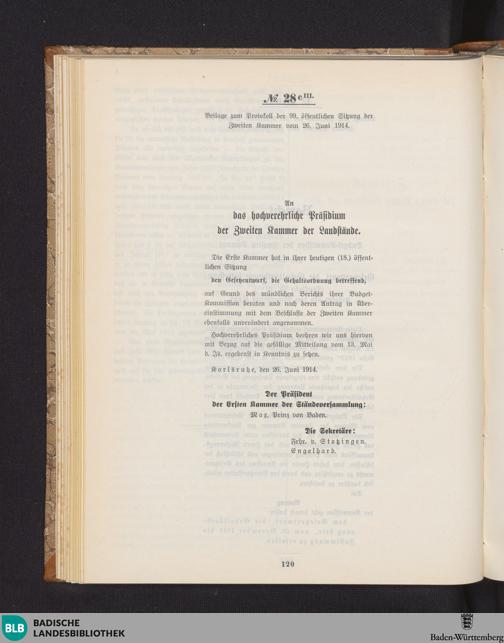 № 28c III.
Beilage zum Protokoll der 99. öffentlichen Sitzung der
Zweiten Kammer vom 26. Juni 1914.
An
das hochverehrliche Präsidium
der Zweiten Kammer der Landstände.
Die Erste Kammer hat in ihrer heutigen (18.) öffent-
lichen Sitzung
den Gesetzentwurf, die Gehaltsordnung betreffend,
auf Grund des mündlichen Berichts ihrer Budget-
Kommission beraten und nach deren Antrag in Über-
einstimmung mit dem Beschlusse der Zweiten Kammer
ebenfalls unverändert angenommen.
Hochverehrliches Präsidium beehren wir uns hiervon
mit Bezug auf die gefällige Mitteilung vom 13. Mai
d. Js. ergebenst in Kenntnis zu setzen.
Karlsruhe, den 26. Juni 1914.
Der Präsident
der Ersten Kammer der Ständeversammlung:
Max, Prinz von Baden.
Die Sekretäre:
Frhr. v. Stotzingen.
Engelhard.
120
BLB
BADISCHE
LANDESBIBLIOTHEK
Baden-Württemberg